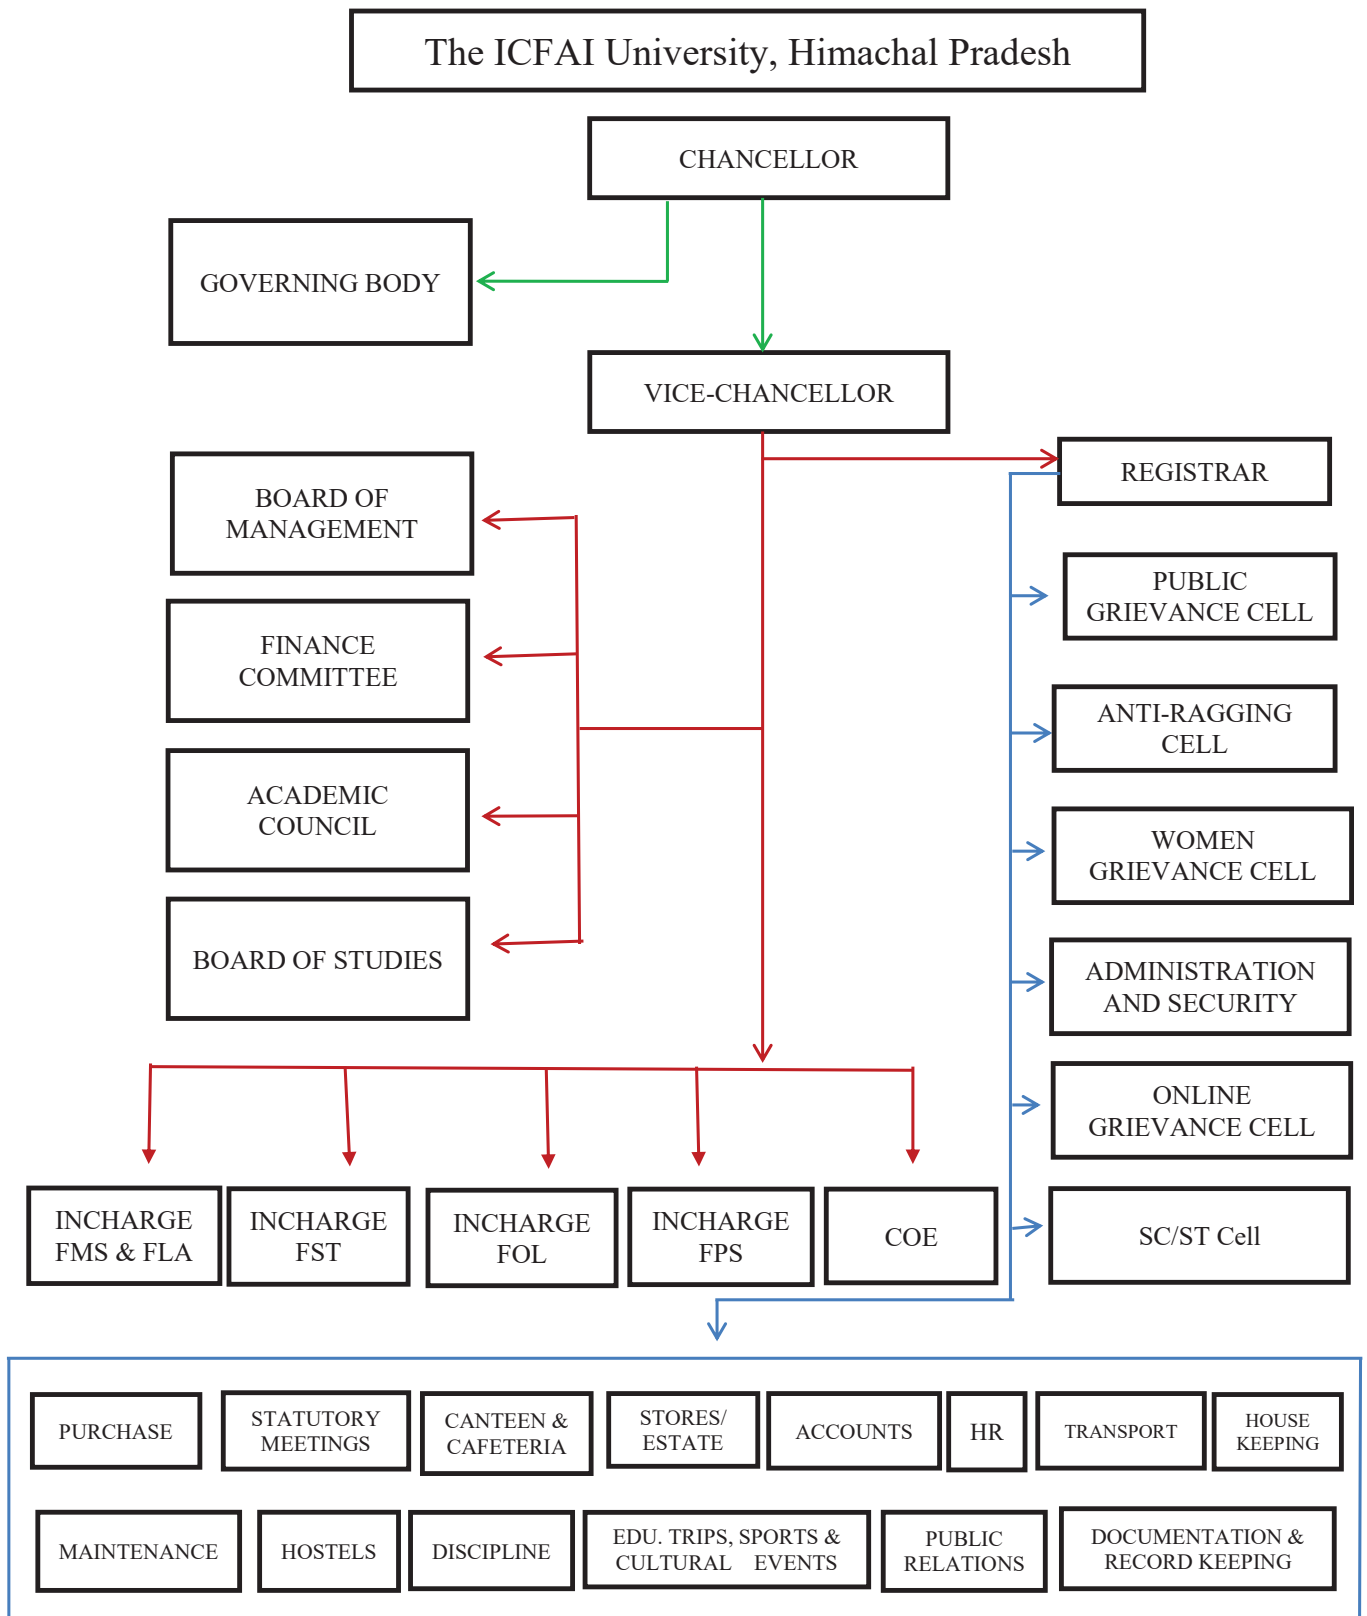 The ICFAI University, Himachal Pradesh
CHANCELLOR
GOVERNING BODY
VICE-CHANCELLOR
REGISTRAR
BOARD OF
MANAGEMENT
FINANCE
COMMITTEE
ACADEMIC
COUNCIL
BOARD OF STUDIES
PUBLIC
GRIEVANCE CELL
ANTI-RAGGING
CELL
WOMEN
GRIEVANCE CELL
ADMINISTRATION
AND SECURITY
ONLINE
GRIEVANCE CELL
SC/ST Cell
INCHARGE
FMS & FLA
INCHARGE
FST
INCHARGE
FOL
INCHARGE
FPS
COE
PURCHASE
STATUTORY
MEETINGS
CANTEEN &
CAFETERIA
STORES/
ESTATE
ACCOUNTS
HR
TRANSPORT
HOUSE
KEEPING
MAINTENANCE
HOSTELS
DISCIPLINE
EDU. TRIPS, SPORTS &
CULTURAL EVENTS
PUBLIC
RELATIONS
DOCUMENTATION &
RECORD KEEPING